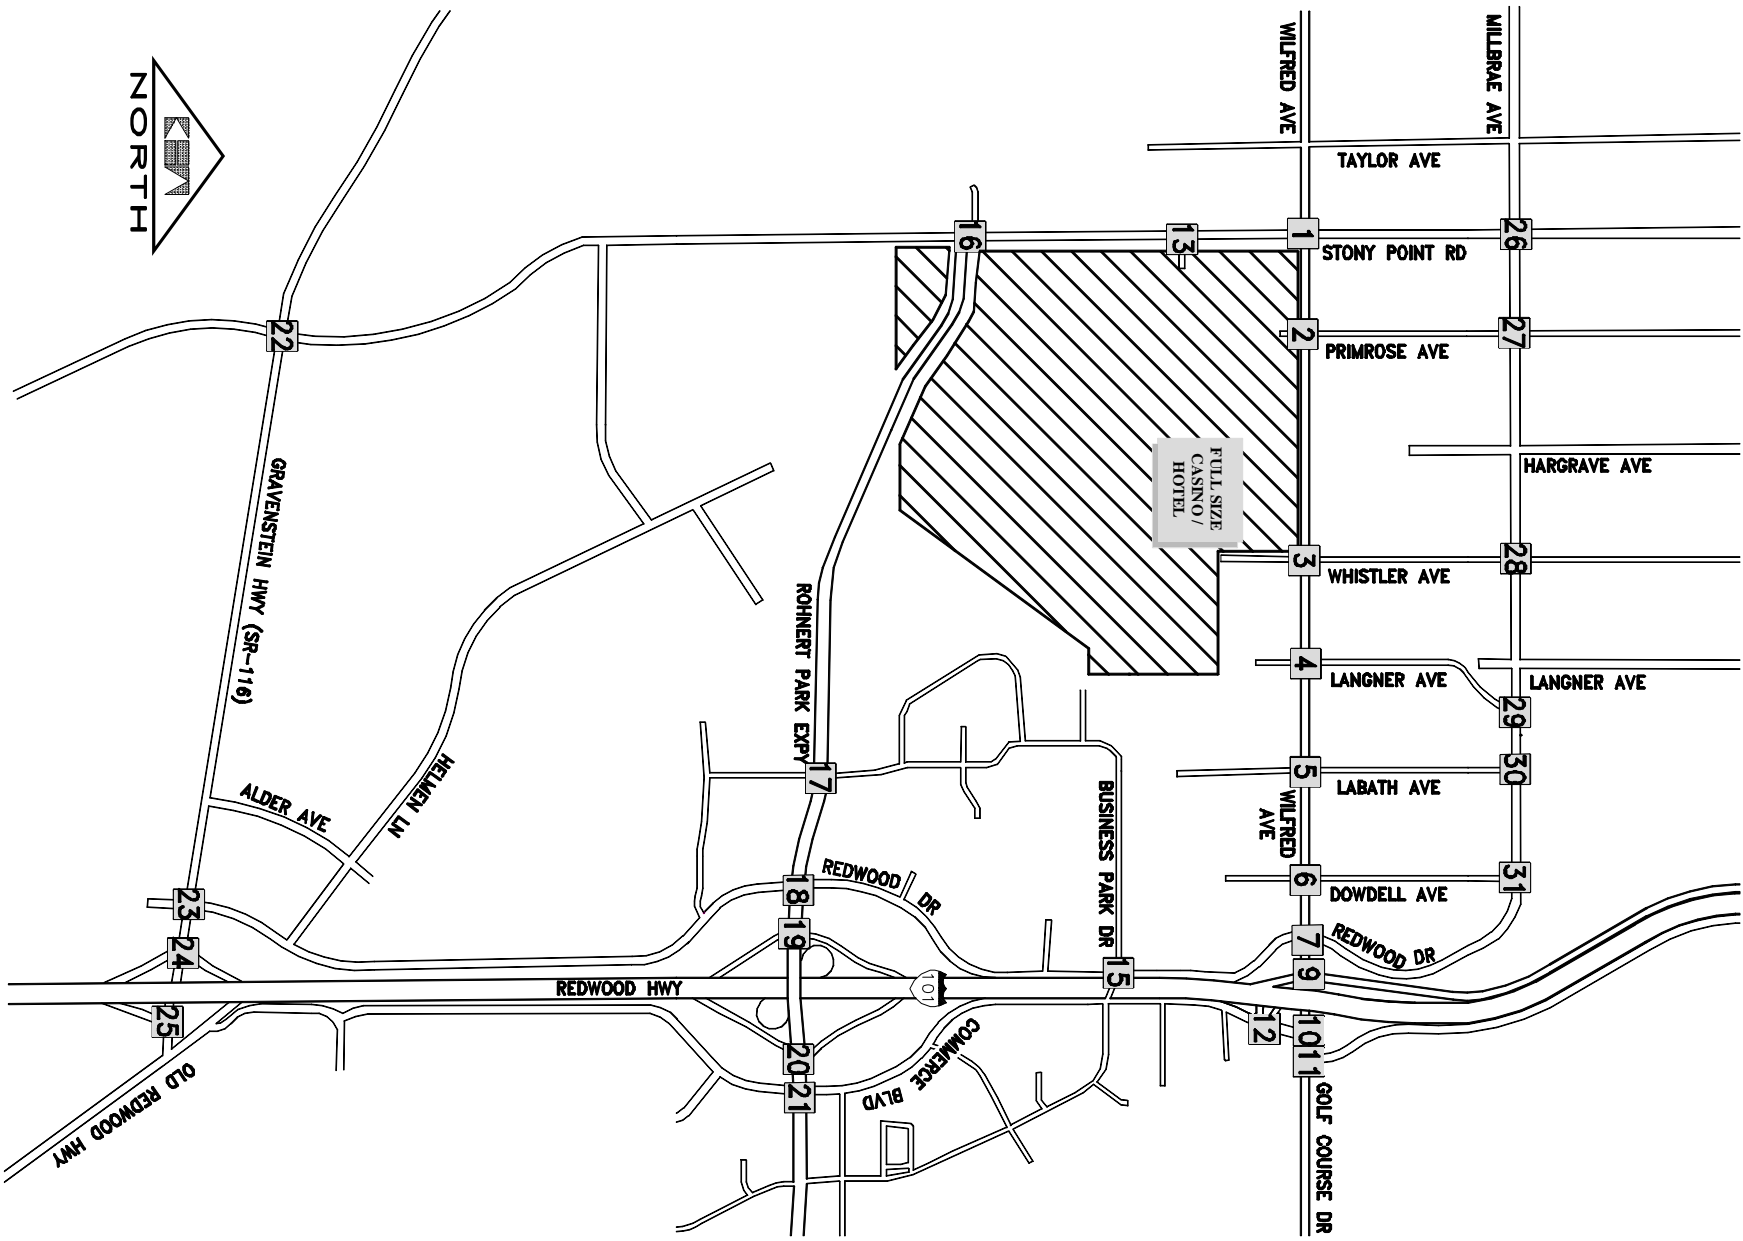 WILFRED AVE
MILLBRAE AVE
TAYLOR AVE
NORTH
16
13
1
26
STONY POINT RD
22
2
27
PRIMROSE AVE
FULL SIZE
CASINO /
HOTEL
HARGRAVE AVE
GRAVENSTEIN HWY (SR-116)
3
28
WHISTLER AVE
ROHNERT PARK EXPY
4
LANGNER AVE
LANGNER AVE
29
17
5
30
LABATH AVE
HELMEN LN
ALDER AVE
BUSINESS PARK DR
WILFRED
AVE
23
18
REDWOOD DR
6
31
DOWDELL AVE
24
19
7
REDWOOD DR
15
9
REDWOOD HWY
101
25
12
10
20
11
21
COMMERCE BLVD
OLD REDWOOD HWY
GOLF COURSE DR